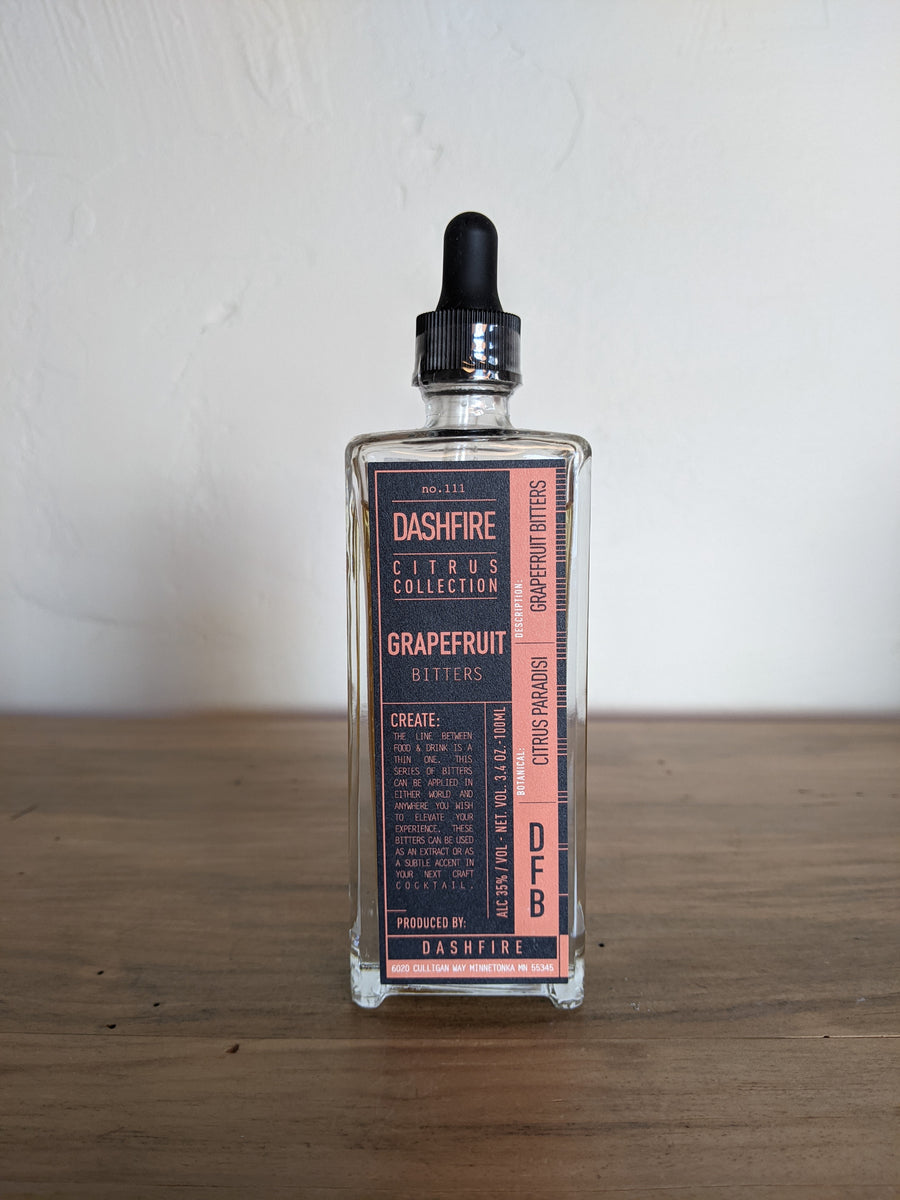 no.111
DASHFIRE
CITRUS
COLLECTION
GRAPEFRUIT
BITTERS
CREATE:
THE LINE BETWEEN
FOOD & DRINK IS A
THIN ONE. THIS
SERIES OF BITTERS
CAN BE APPLIED IN
EITHER WORLD AND
ANYWHERE YOU WISH
TO ELEVATE YOUR
EXPERIENCE. THESE
BITTERS CAN BE USED
AS AN EXTRACT OR AS
A SUBTLE ACCENT IN
YOUR NEXT CRAFT
COCKTAIL.
ALC 35% / VOL - NET. VOL. 3.4 OZ.-100ML
PRODUCED BY:
DASHFIRE
6020 CULLIGAN WAY MINNETONKA MN 55345
DESCRIPTION:
GRAPEFRUIT BITTERS
BOTANICAL:
CITRUS PARADISI
DFB